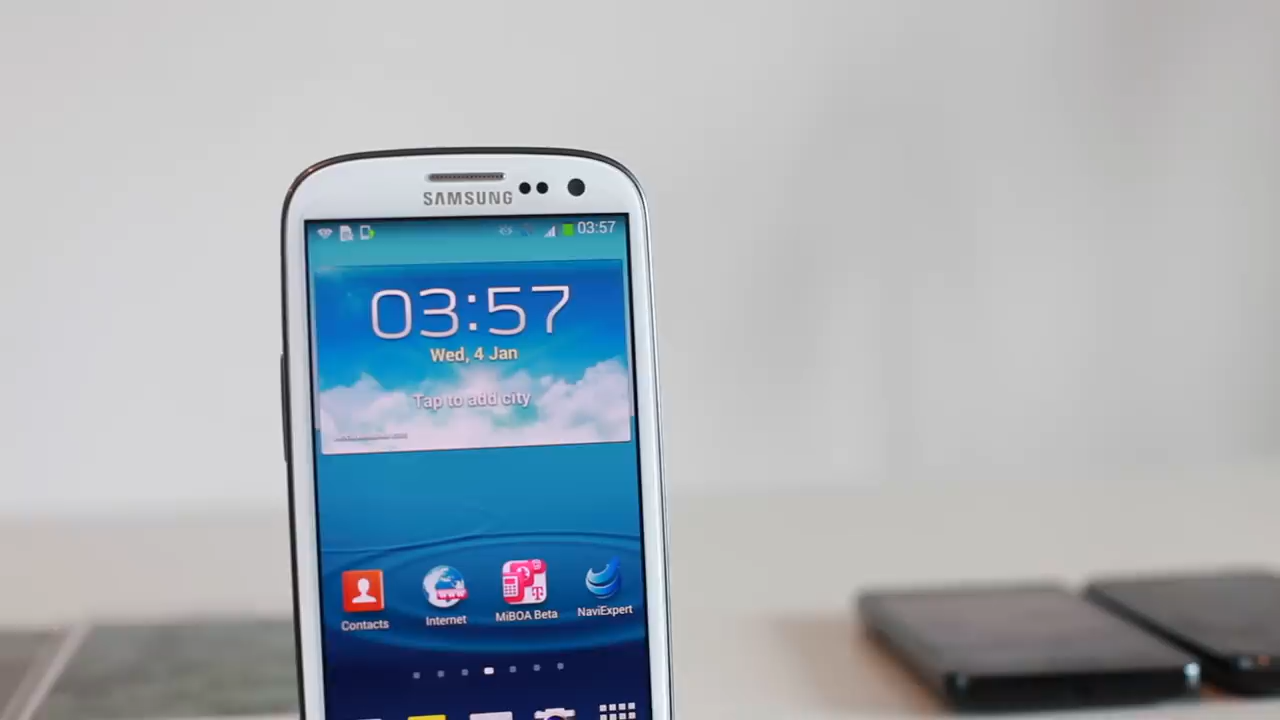 SAMSUNG
03:57
03:57
Wed, 4 Jan
Tap to add city
Contacts
Internet
MiBOA Beta
NaviExpert